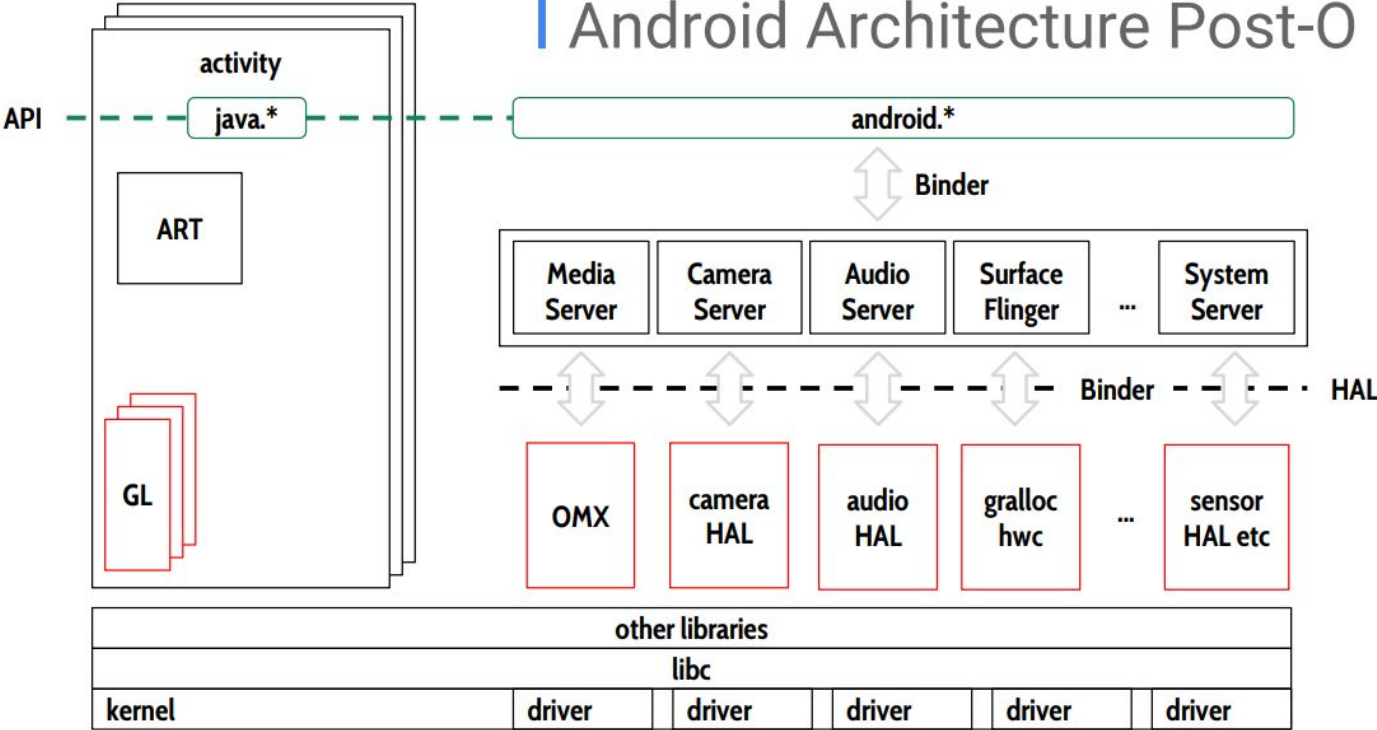 Android Architecture Post-O
activity
API
java.*
android.*
Binder
ART
Media
Server
Camera
Server
Audio
Server
Surface
Flinger
...
System
Server
Binder
HAL
GL
OMX
camera
HAL
audio
HAL
gralloc
hwc
...
sensor
HAL etc
other libraries
libc
kernel
driver
driver
driver
driver
driver